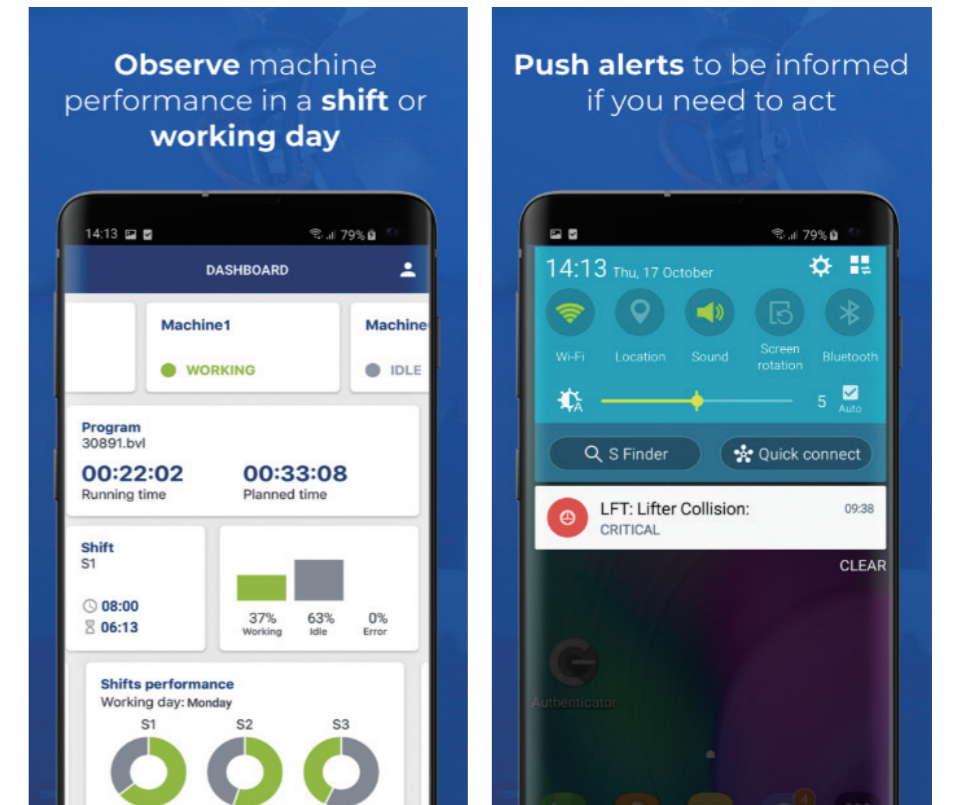 Observe machine
performance in a shift or
working day
14:13
79%
DASHBOARD
Machine1
WORKING
Machine
IDLE
Program
30891.bvl
00:22:02
Running time
00:33:08
Planned time
Shift
S1
08:00
06:13
37%
Working
63%
Idle
0%
Error
Shifts performance
Working day: Monday
S1
S2
S3
Push alerts to be informed
if you need to act
79%
14:13 Thu, 17 October
Wi-Fi
Location
Sound
Screen
rotation
Bluetooth
A
5
Auto
S Finder
Quick connect
LFT: Lifter Collision:
09:38
CRITICAL
CLEAR
Authenticator
4